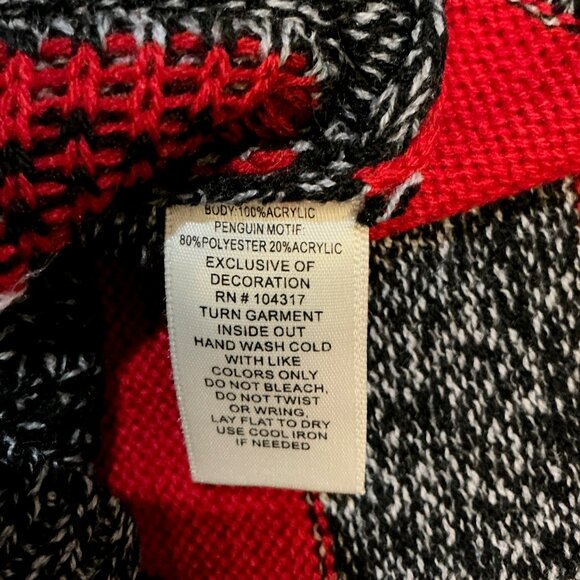 BODY:100%ACRYLIC
PENGUIN MOTIF:
80%POLYESTER 20%ACRYLIC
EXCLUSIVE OF
DECORATION
RN # 104317
TURN GARMENT
INSIDE OUT
HAND WASH COLD
WITH LIKE
COLORS ONLY
DO NOT BLEACH,
DO NOT TWIST
OR WRING,
LAY FLAT TO DRY
USE COOL IRON
IF NEEDED